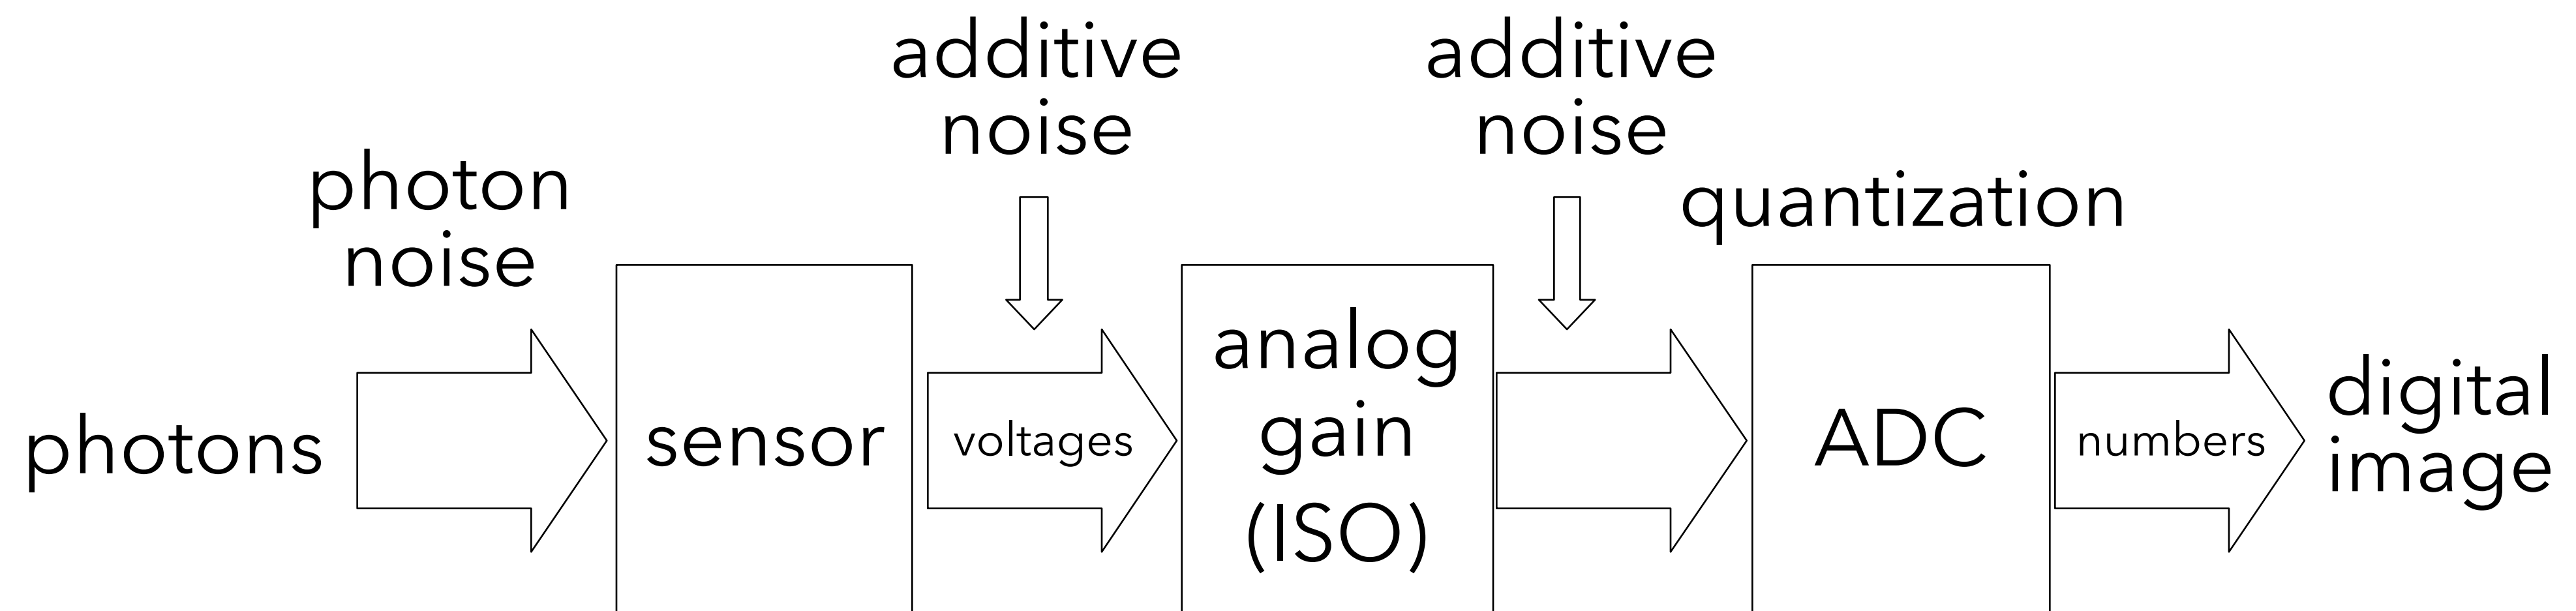 additive
noise
additive
noise
photon
noise
quantization
photons
sensor
voltages
analog
gain
(ISO)
ADC
numbers
digital
image